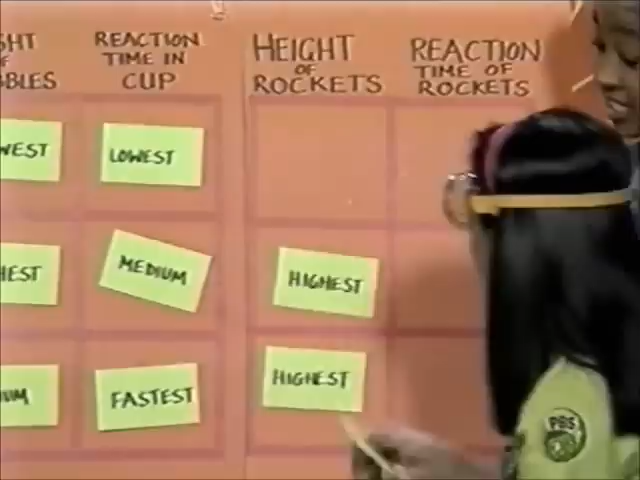 REACTION
TIME IN
CUP
HEIGHT
OF
ROCKETS
REACTION
TIME OF
ROCKETS
LOWEST
MEDIUM
HIGHEST
FASTEST
HIGHEST
PBS